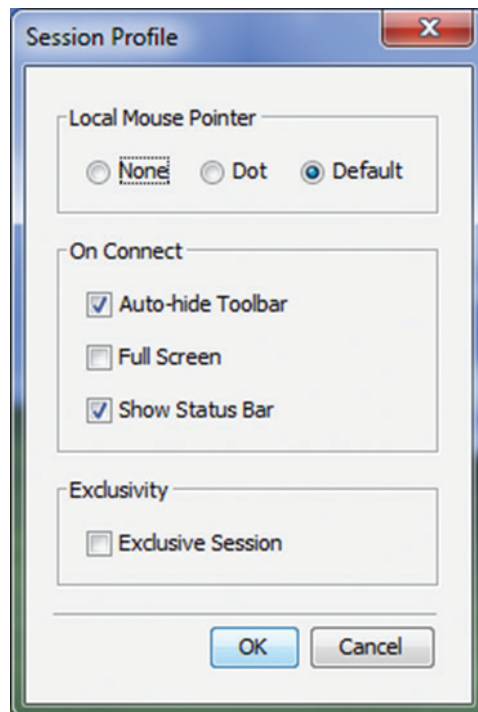 Session Profile
Local Mouse Pointer
None Dot Default
On Connect
Auto-hide Toolbar
Full Screen
Show Status Bar
Exclusivity
Exclusive Session
OK Cancel